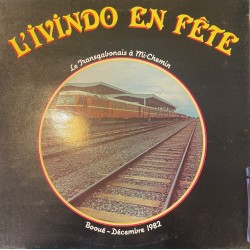 L'IVINDO EN FÊTE
Le Transgabonais à Mi-Chemin
Booué - Décembre 1982